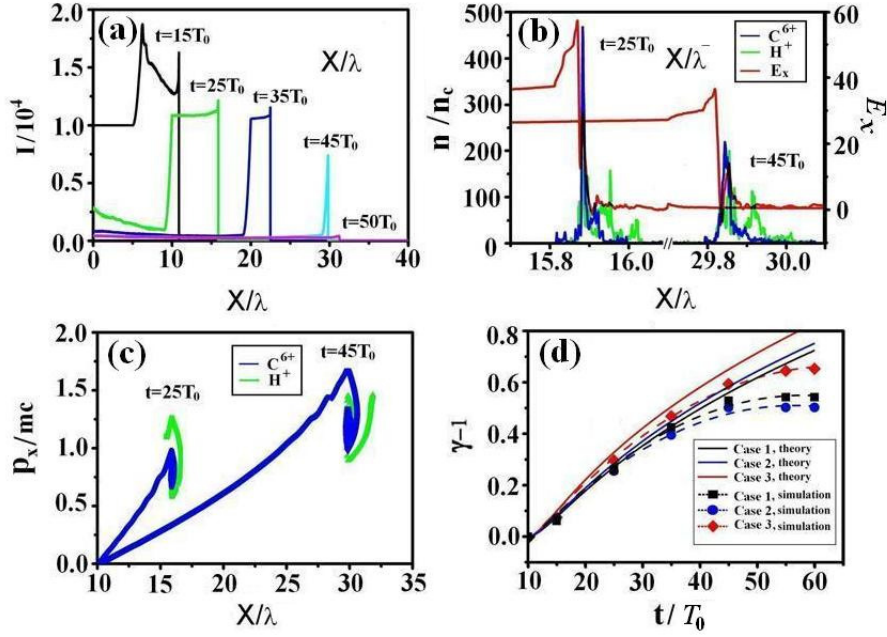 (a)
t=15T₀
X/λ
t=25T₀
t=35T₀
t=45T₀
t=50T₀
I /10⁴
2.0
1.5
1.0
0.5
0.0
0 10 20 30 40
X/λ
(b)
t=25T₀
X/λ⁻
C⁶⁺
H⁺
Eₓ
t=45T₀
n /n_c
500
400
300
200
100
0
60
40
20
0
Eₓ
15.8 16.0 // 29.8 30.0
X/λ
(c)
C⁶⁺
H⁺
t=45T₀
t=25T₀
pₓ/mc
2.0
1.5
1.0
0.5
0.0
10 15 20 25 30 35
X/λ
(d)
γ−1
0.8
0.6
0.4
0.2
0.0
Case 1, theory
Case 2, theory
Case 3, theory
Case 1, simulation
Case 2, simulation
Case 3, simulation
10 20 30 40 50 60
t / T₀